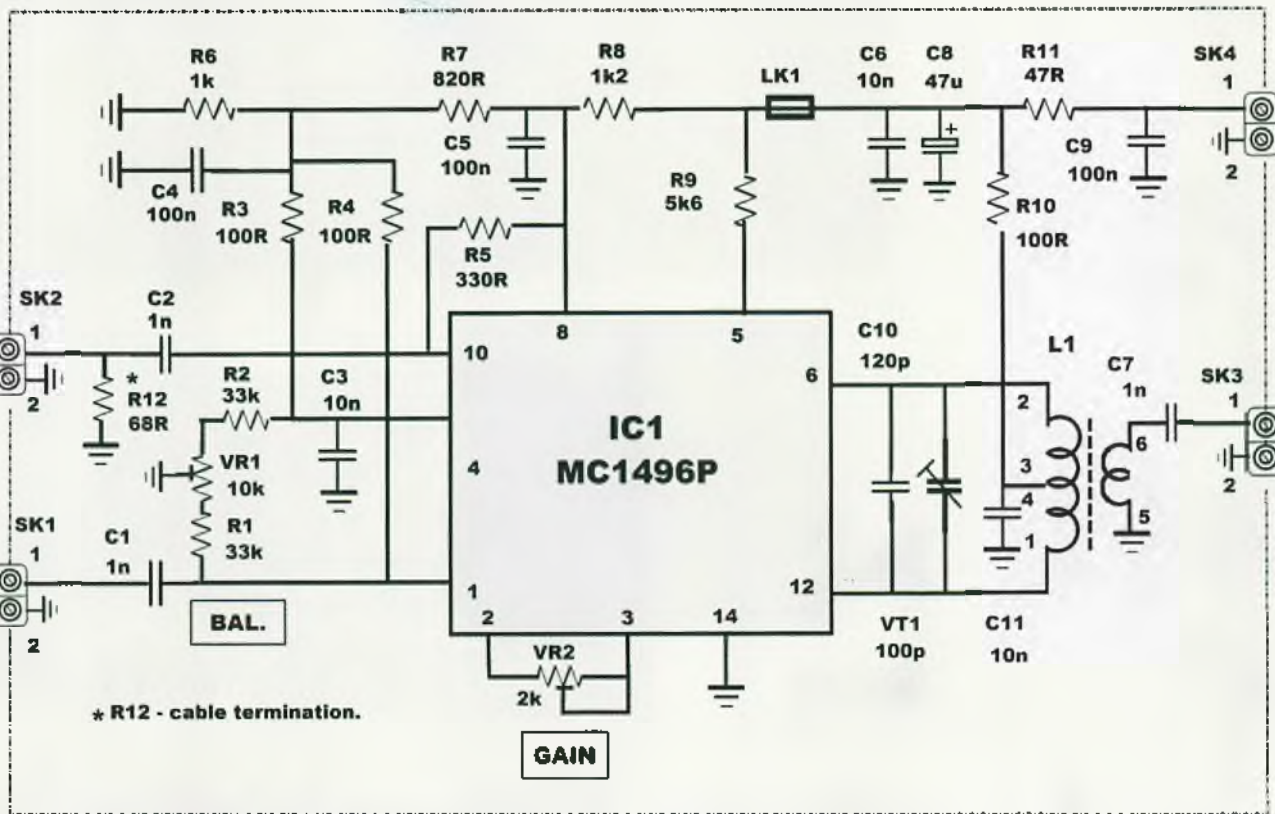 R6
1k
R7
820R
R8
1k2
LK1
C6
10n
C8
47u
R11
47R
SK4
1
2
C4
100n
C5
100n
R9
5k6
+
C9
100n
R3
100R
R4
100R
R5
330R
R10
100R
SK2
1
2
C2
1n
*
R12
68R
R2
33k
C3
10n
VR1
10k
R1
33k
SK1
1
2
C1
1n
BAL.
10
8
5
6
4
1
2
3
14
12
IC1
MC1496P
C10
120p
L1
2
3
4
1
6
5
C7
1n
SK3
1
2
VT1
100p
C11
10n
VR2
2k
* R12 - cable termination.
GAIN